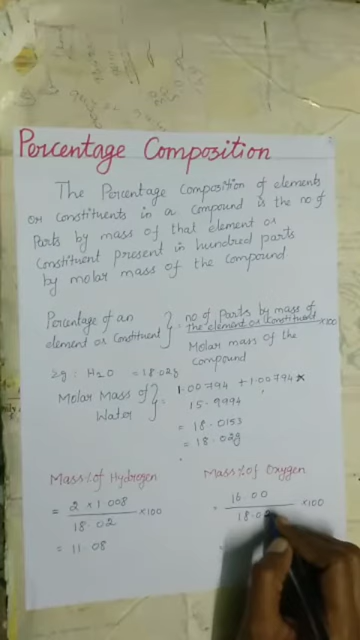 Percentage Composition
The Percentage Composition of elements
or constituents in a compound is the no of
Parts by mass of that element or
Constituent present in hundred parts
by molar mass of the compound
Percentage of an
element or Constituent } = no of Parts by mass of
the element or Constituent ×100
Molar mass of the
compound
Eg: H2O = 18.02g
Molar Mass of
Water } = 1.00794 + 1.00794 ×
15.9994
= 18.0153
= 18.02g
Mass% of Hydrogen
= 2 × 1.008
18.02 ×100
= 11.08
Mass% of Oxygen
= 16.00
18.02 ×100